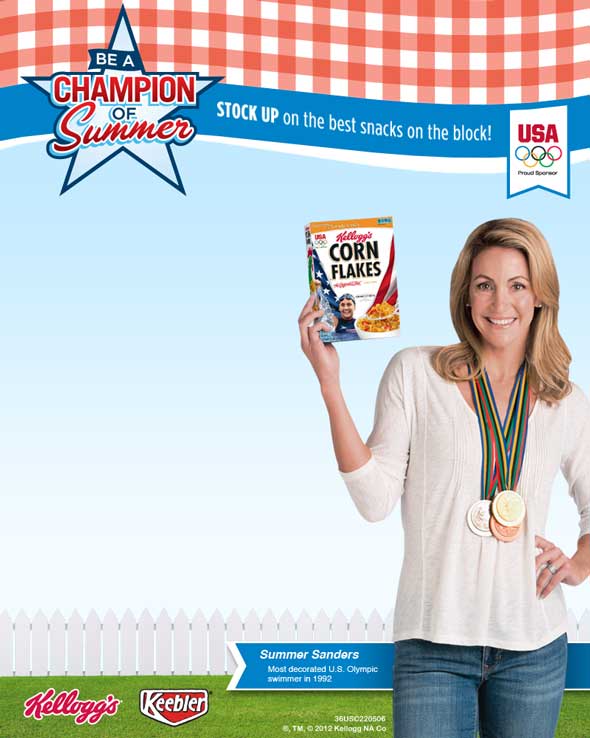 BE A
CHAMPION
OF
Summer
STOCK UP on the best snacks on the block!
USA
Proud Sponsor
USA
Kellogg's
CORN
FLAKES
Summer Sanders
Most decorated U.S. Olympic
swimmer in 1992
Kellogg's
Keebler
36USC220506
®, TM, © 2012 Kellogg NA Co